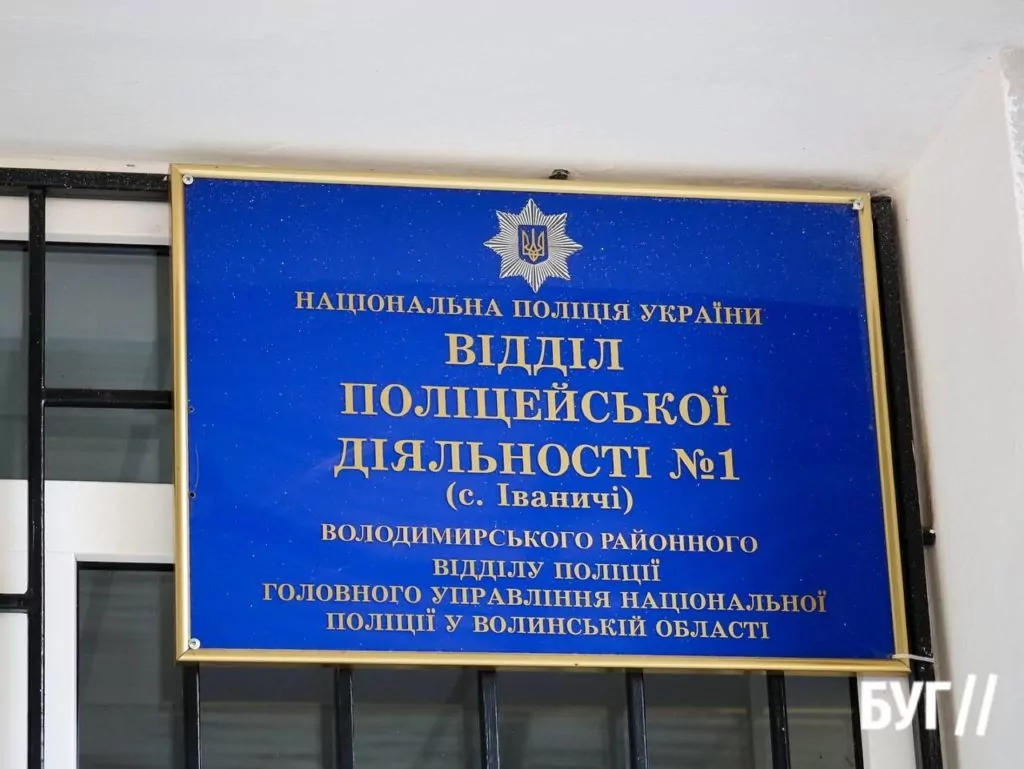 НАЦІОНАЛЬНА ПОЛІЦІЯ УКРАЇНИ
ВІДДІЛ
ПОЛІЦЕЙСЬКОЇ
ДІЯЛЬНОСТІ №1
(с. Іваничі)
ВОЛОДИМИРСЬКОГО РАЙОННОГО
ВІДДІЛУ ПОЛІЦІЇ
ГОЛОВНОГО УПРАВЛІННЯ НАЦІОНАЛЬНОЇ
ПОЛІЦІЇ У ВОЛИНСЬКІЙ ОБЛАСТІ
БУГ//